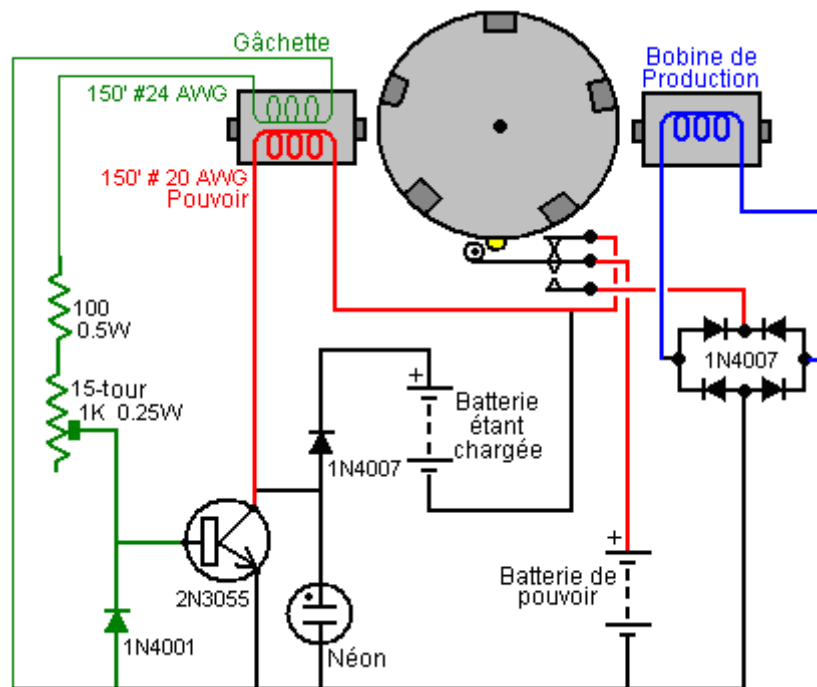 Gâchette
150' #24 AWG
150' # 20 AWG
Pouvoir
Bobine de
Production
100
0.5W
15-tour
1K 0.25W
1N4007
+
Batterie
étant
chargée
1N4007
2N3055
1N4001
Néon
+
Batterie de
pouvoir